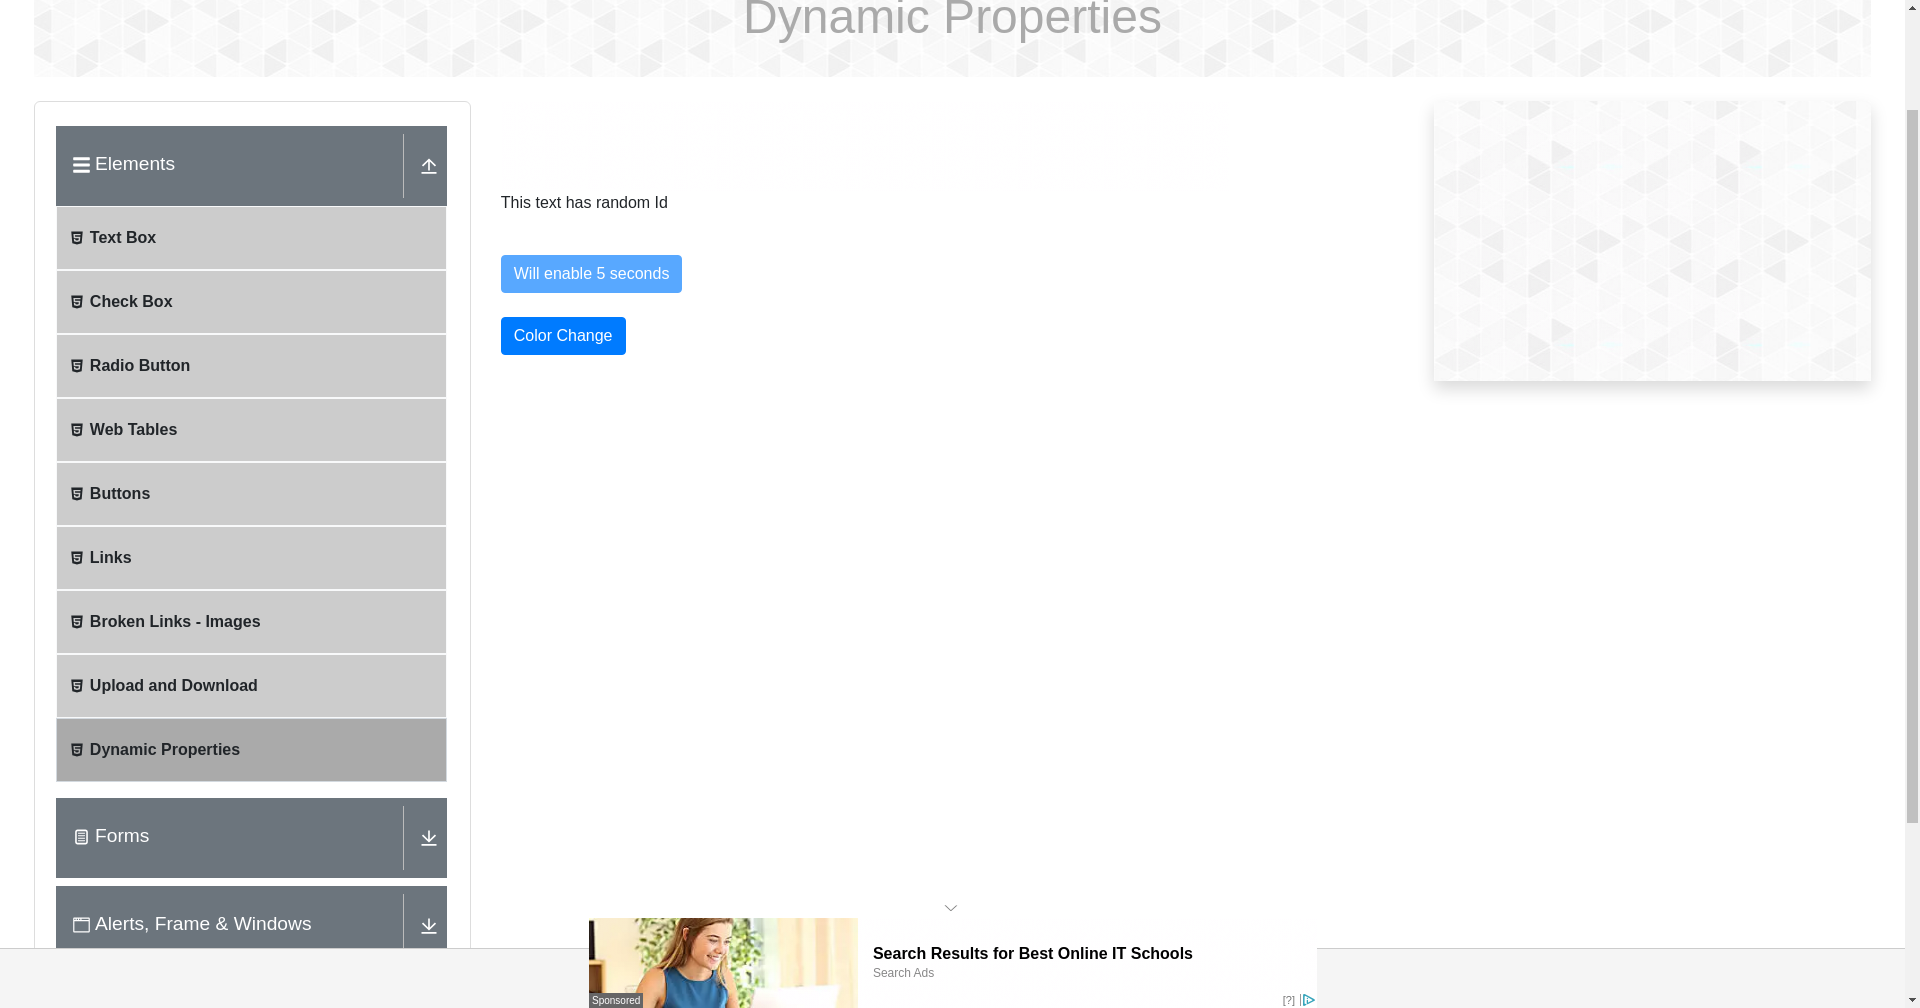 Dynamic Properties
Elements
Text Box
Check Box
Radio Button
Web Tables
Buttons
Links
Broken Links - Images
Upload and Download
Dynamic Properties
Forms
Alerts, Frame & Windows
This text has random Id
Will enable 5 seconds
Color Change
Search Results for Best Online IT Schools
Search Ads
Sponsored
[?]